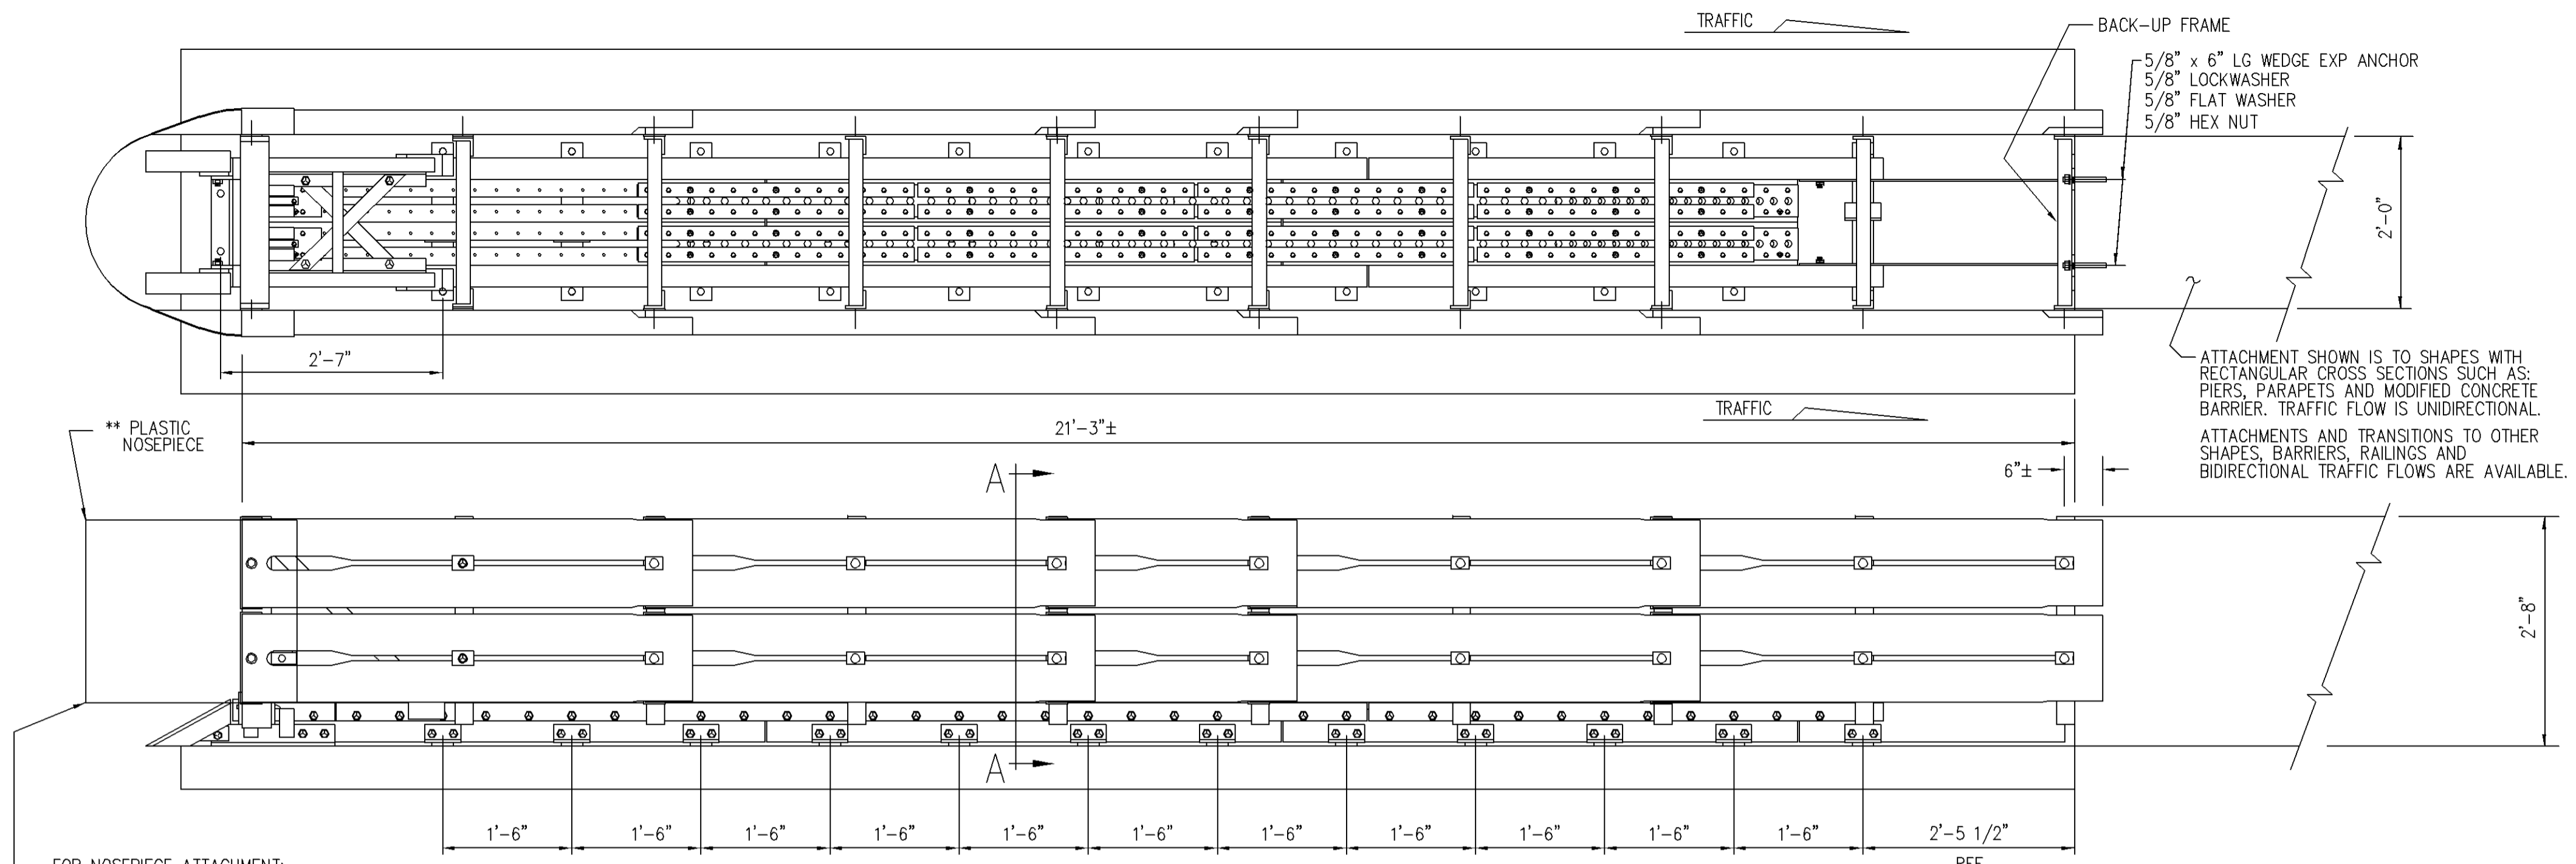 TRAFFIC
BACK-UP FRAME
5/8" x 6" LG WEDGE EXP ANCHOR
5/8" LOCKWASHER
5/8" FLAT WASHER
5/8" HEX NUT
2'-0"
2'-7"
ATTACHMENT SHOWN IS TO SHAPES WITH
RECTANGULAR CROSS SECTIONS SUCH AS:
PIERS, PARAPETS AND MODIFIED CONCRETE
BARRIER. TRAFFIC FLOW IS UNIDIRECTIONAL.
TRAFFIC
** PLASTIC
NOSEPIECE
21'-3"±
ATTACHMENTS AND TRANSITIONS TO OTHER
SHAPES, BARRIERS, RAILINGS AND
BIDIRECTIONAL TRAFFIC FLOWS ARE AVAILABLE.
6"±
A
2'-8"
A
1'-6" 1'-6" 1'-6" 1'-6" 1'-6" 1'-6" 1'-6" 1'-6" 1'-6" 1'-6" 1'-6" 2'-5 1/2"
REF
FOR NOSEPIECE ATTACHMENT: